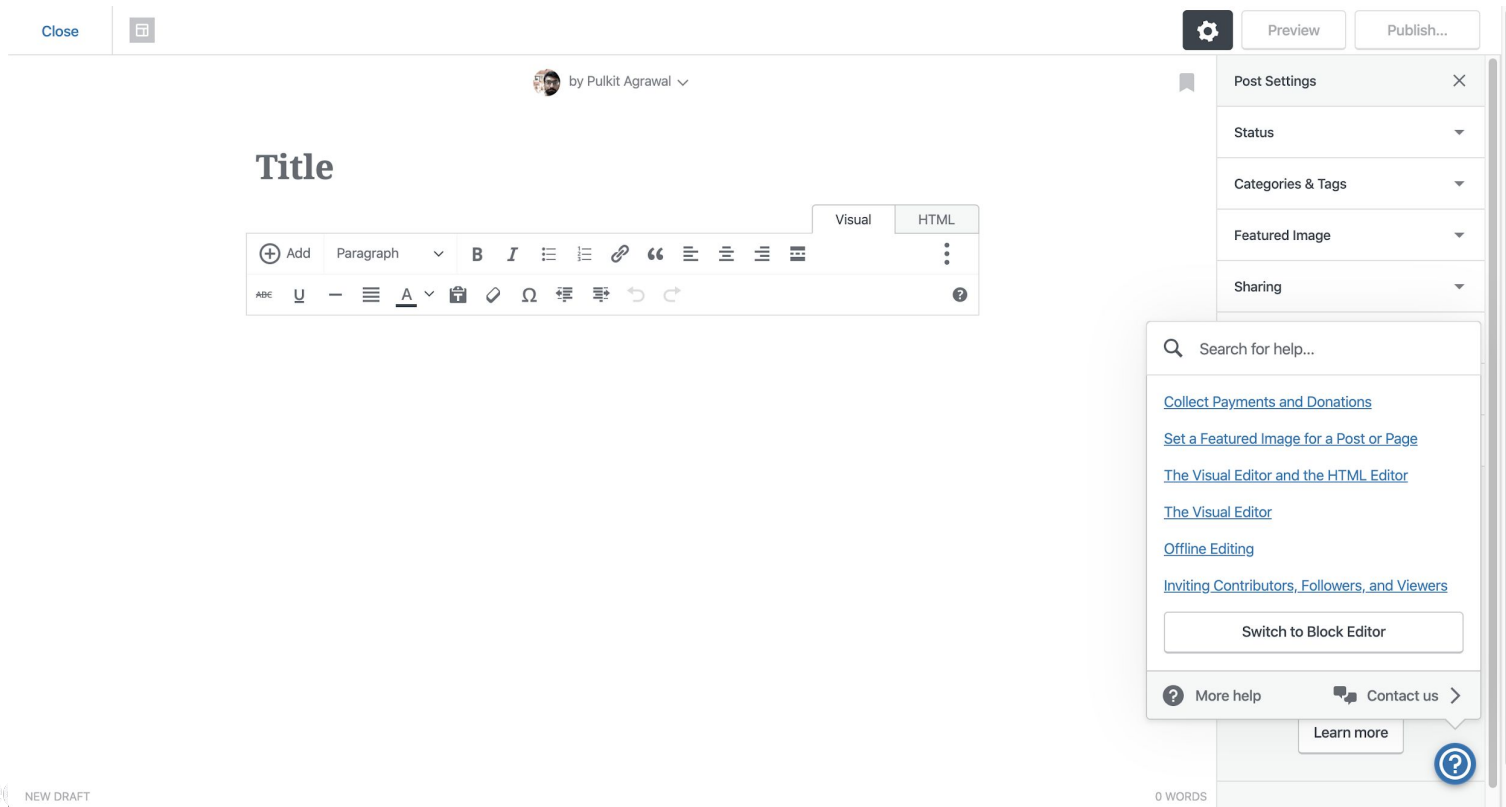 Close
Preview
Publish...
by Pulkit Agrawal
Post Settings
Status
Title
Categories & Tags
Visual
HTML
Featured Image
Add
Paragraph
B
I
Sharing
ABC
U
A
Ω
Search for help...
Collect Payments and Donations
Set a Featured Image for a Post or Page
The Visual Editor and the HTML Editor
The Visual Editor
Offline Editing
Inviting Contributors, Followers, and Viewers
Switch to Block Editor
More help
Contact us
Learn more
NEW DRAFT
0 WORDS